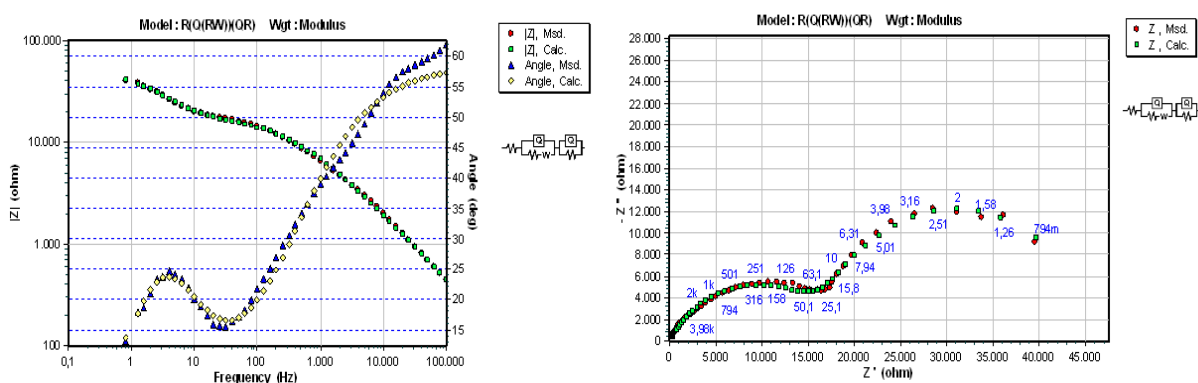 Model : R(Q(RW))(QR) Wgt : Modulus
100.000
10.000
1.000
100
|Z| (ohm)
60
55
50
45
40
35
30
25
20
15
Angle (deg)
0,1
1
10
100
1.000
10.000
100.000
Frequency (Hz)
|Z|, Msd.
|Z|, Calc.
Angle, Msd.
Angle, Calc.
Q
W
Q
Model : R(Q(RW))(QR) Wgt : Modulus
28.000
26.000
24.000
22.000
20.000
18.000
16.000
14.000
12.000
10.000
8.000
6.000
4.000
2.000
0
- Z '' (ohm)
3,98k
2k
1k
794
501
316
251
158
126
63,1
50,1
25,1
15,8
10
7,94
6,31
5,01
3,98
3,16
2,51
2
1,58
1,26
794m
0
5.000
10.000
15.000
20.000
25.000
30.000
35.000
40.000
45.000
Z ' (ohm)
Z , Msd.
Z , Calc.
Q
W
Q